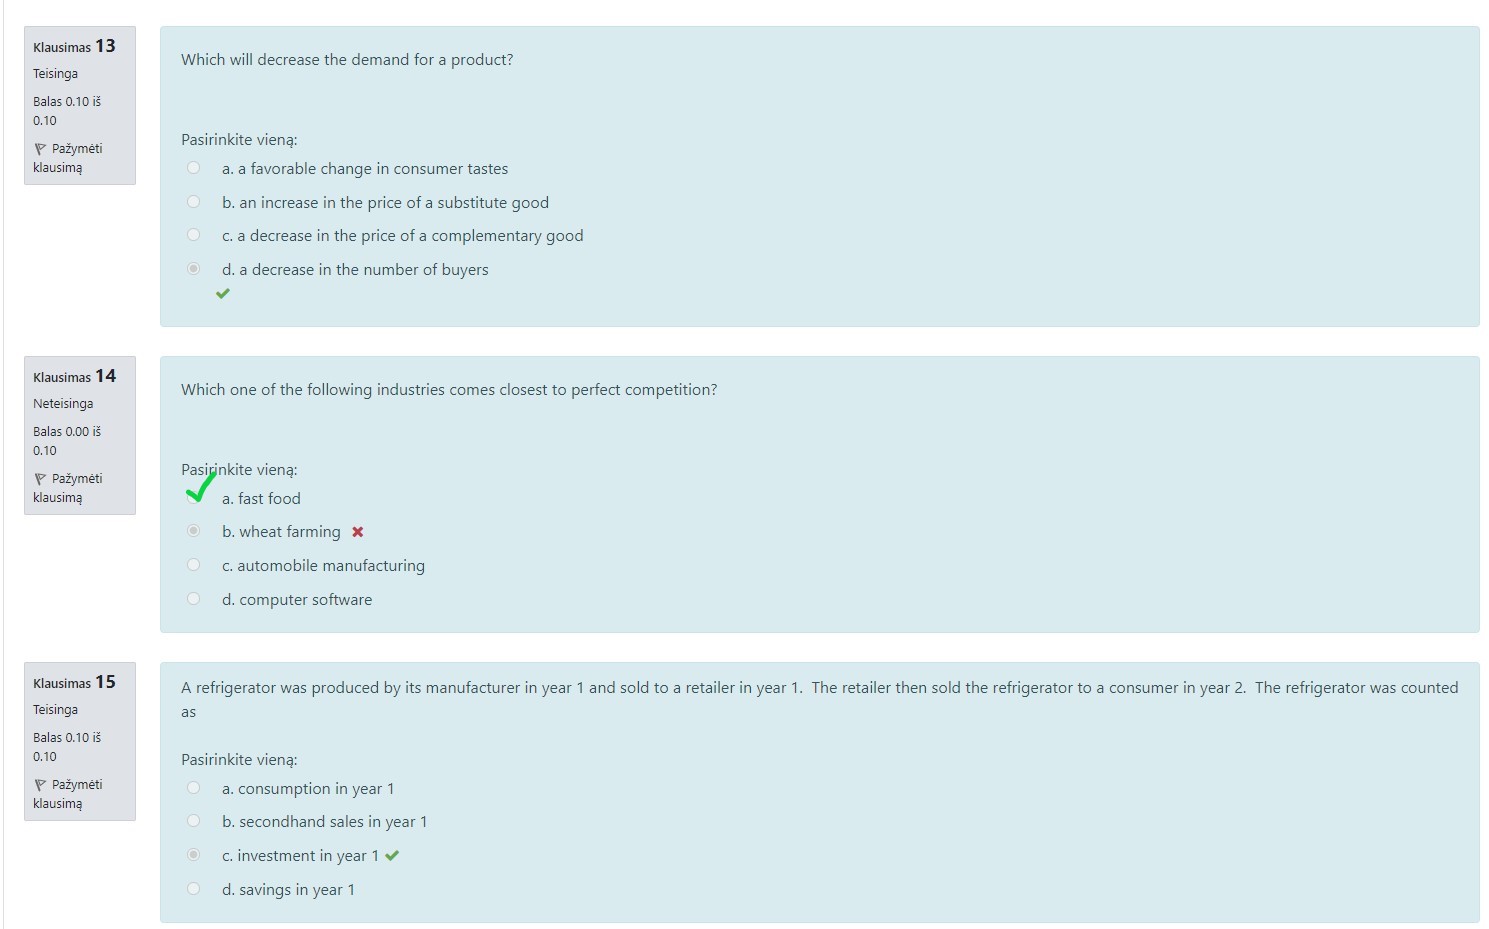 Klausimas 13
Teisinga
Balas 0.10 iš
0.10
Pažymėti
klausimą
Which will decrease the demand for a product?
Pasirinkite vieną:
a. a favorable change in consumer tastes
b. an increase in the price of a substitute good
c. a decrease in the price of a complementary good
d. a decrease in the number of buyers
Klausimas 14
Neteisinga
Balas 0.00 iš
0.10
Pažymėti
klausimą
Which one of the following industries comes closest to perfect competition?
Pasirinkite vieną:
a. fast food
b. wheat farming
c. automobile manufacturing
d. computer software
Klausimas 15
Teisinga
Balas 0.10 iš
0.10
Pažymėti
klausimą
A refrigerator was produced by its manufacturer in year 1 and sold to a retailer in year 1.  The retailer then sold the refrigerator to a consumer in year 2.  The refrigerator was counted
as
Pasirinkite vieną:
a. consumption in year 1
b. secondhand sales in year 1
c. investment in year 1
d. savings in year 1